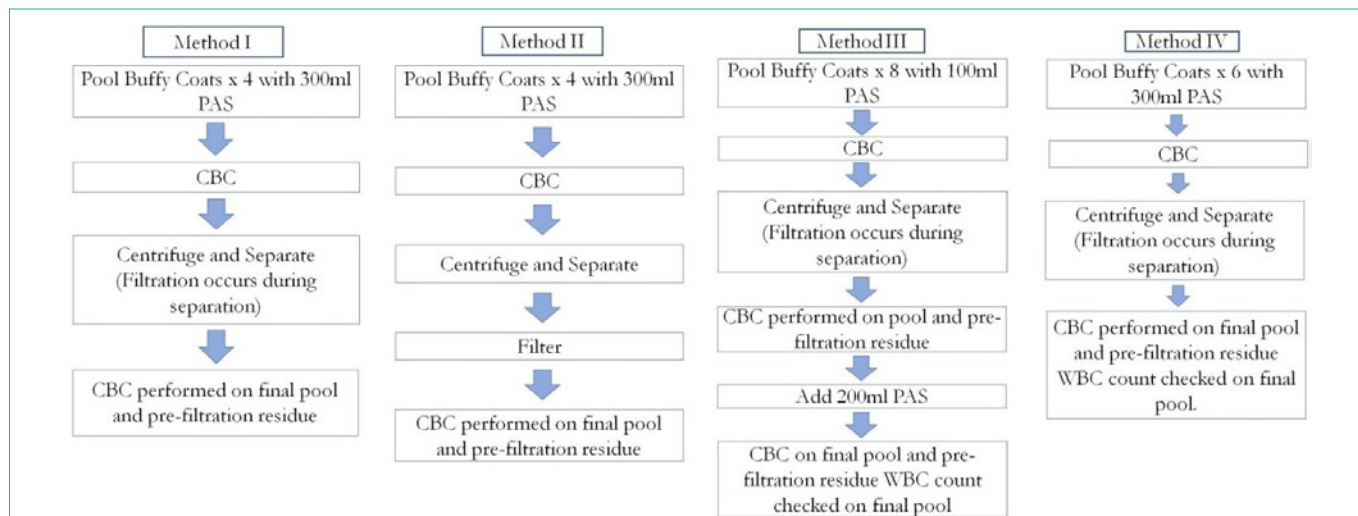 Method I
Pool Buffy Coats x 4 with 300ml
PAS
CBC
Centrifuge and Separate
(Filtration occurs during
separation)
CBC performed on final pool
and pre-filtration residue
Method II
Pool Buffy Coats x 4 with 300ml
PAS
CBC
Centrifuge and Separate
Filter
CBC performed on final pool
and pre-filtration residue
Method III
Pool Buffy Coats x 8 with 100ml
PAS
CBC
Centrifuge and Separate
(Filtration occurs during
separation)
CBC performed on pool and pre-
filtration residue
Add 200ml PAS
CBC on final pool and pre-
filtration residue WBC count
checked on final pool
Method IV
Pool Buffy Coats x 6 with
300ml PAS
CBC
Centrifuge and Separate
(Filtration occurs during
separation)
CBC performed on final pool
and pre-filtration residue
WBC count checked on final
pool.